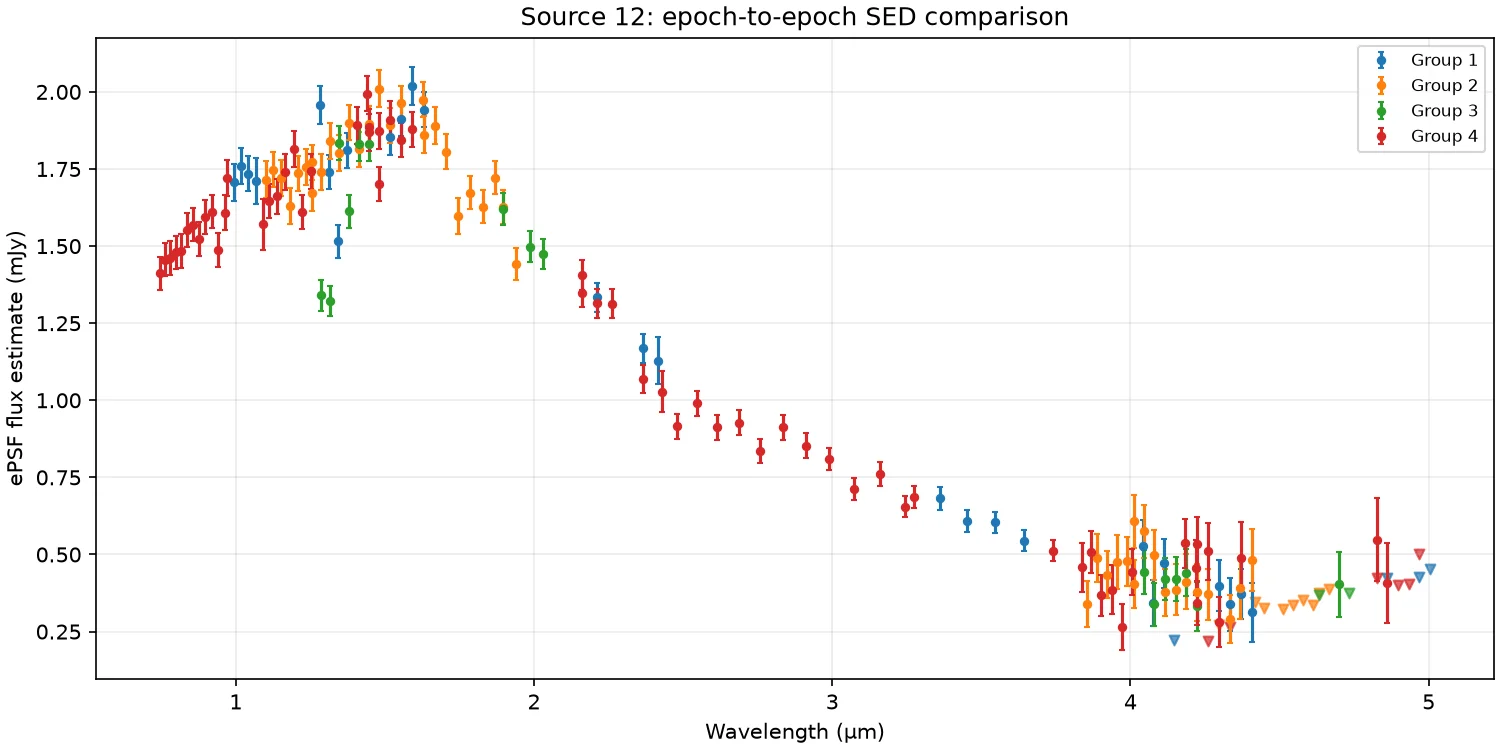 Source 12: epoch-to-epoch SED comparison
Group 1
Group 2
Group 3
Group 4
ePSF flux estimate (mJy)
2.00
1.75
1.50
1.25
1.00
0.75
0.50
0.25
1 2 3 4 5
Wavelength (μm)